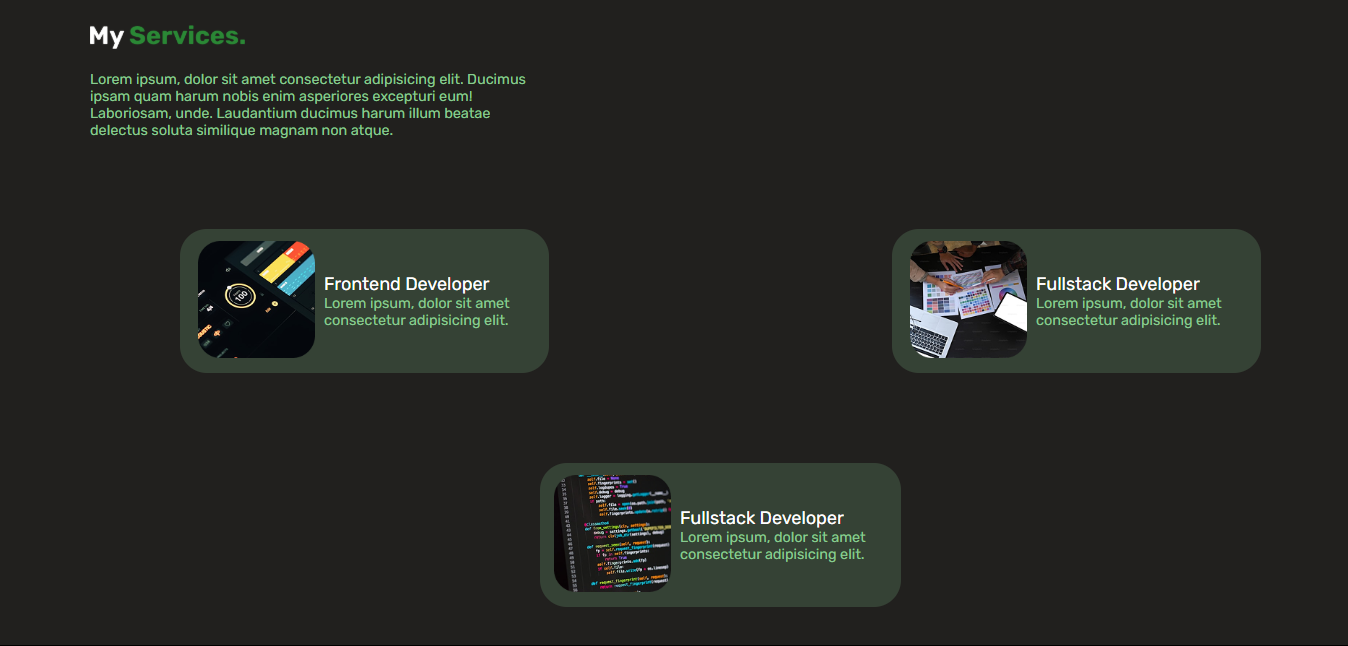 My Services.
Lorem ipsum, dolor sit amet consectetur adipisicing elit. Ducimus
ipsam quam harum nobis enim asperiores excepturi eum!
Laboriosam, unde. Laudantium ducimus harum illum beatae
delectus soluta similique magnam non atque.
Frontend Developer
Lorem ipsum, dolor sit amet
consectetur adipisicing elit.
Fullstack Developer
Lorem ipsum, dolor sit amet
consectetur adipisicing elit.
Fullstack Developer
Lorem ipsum, dolor sit amet
consectetur adipisicing elit.